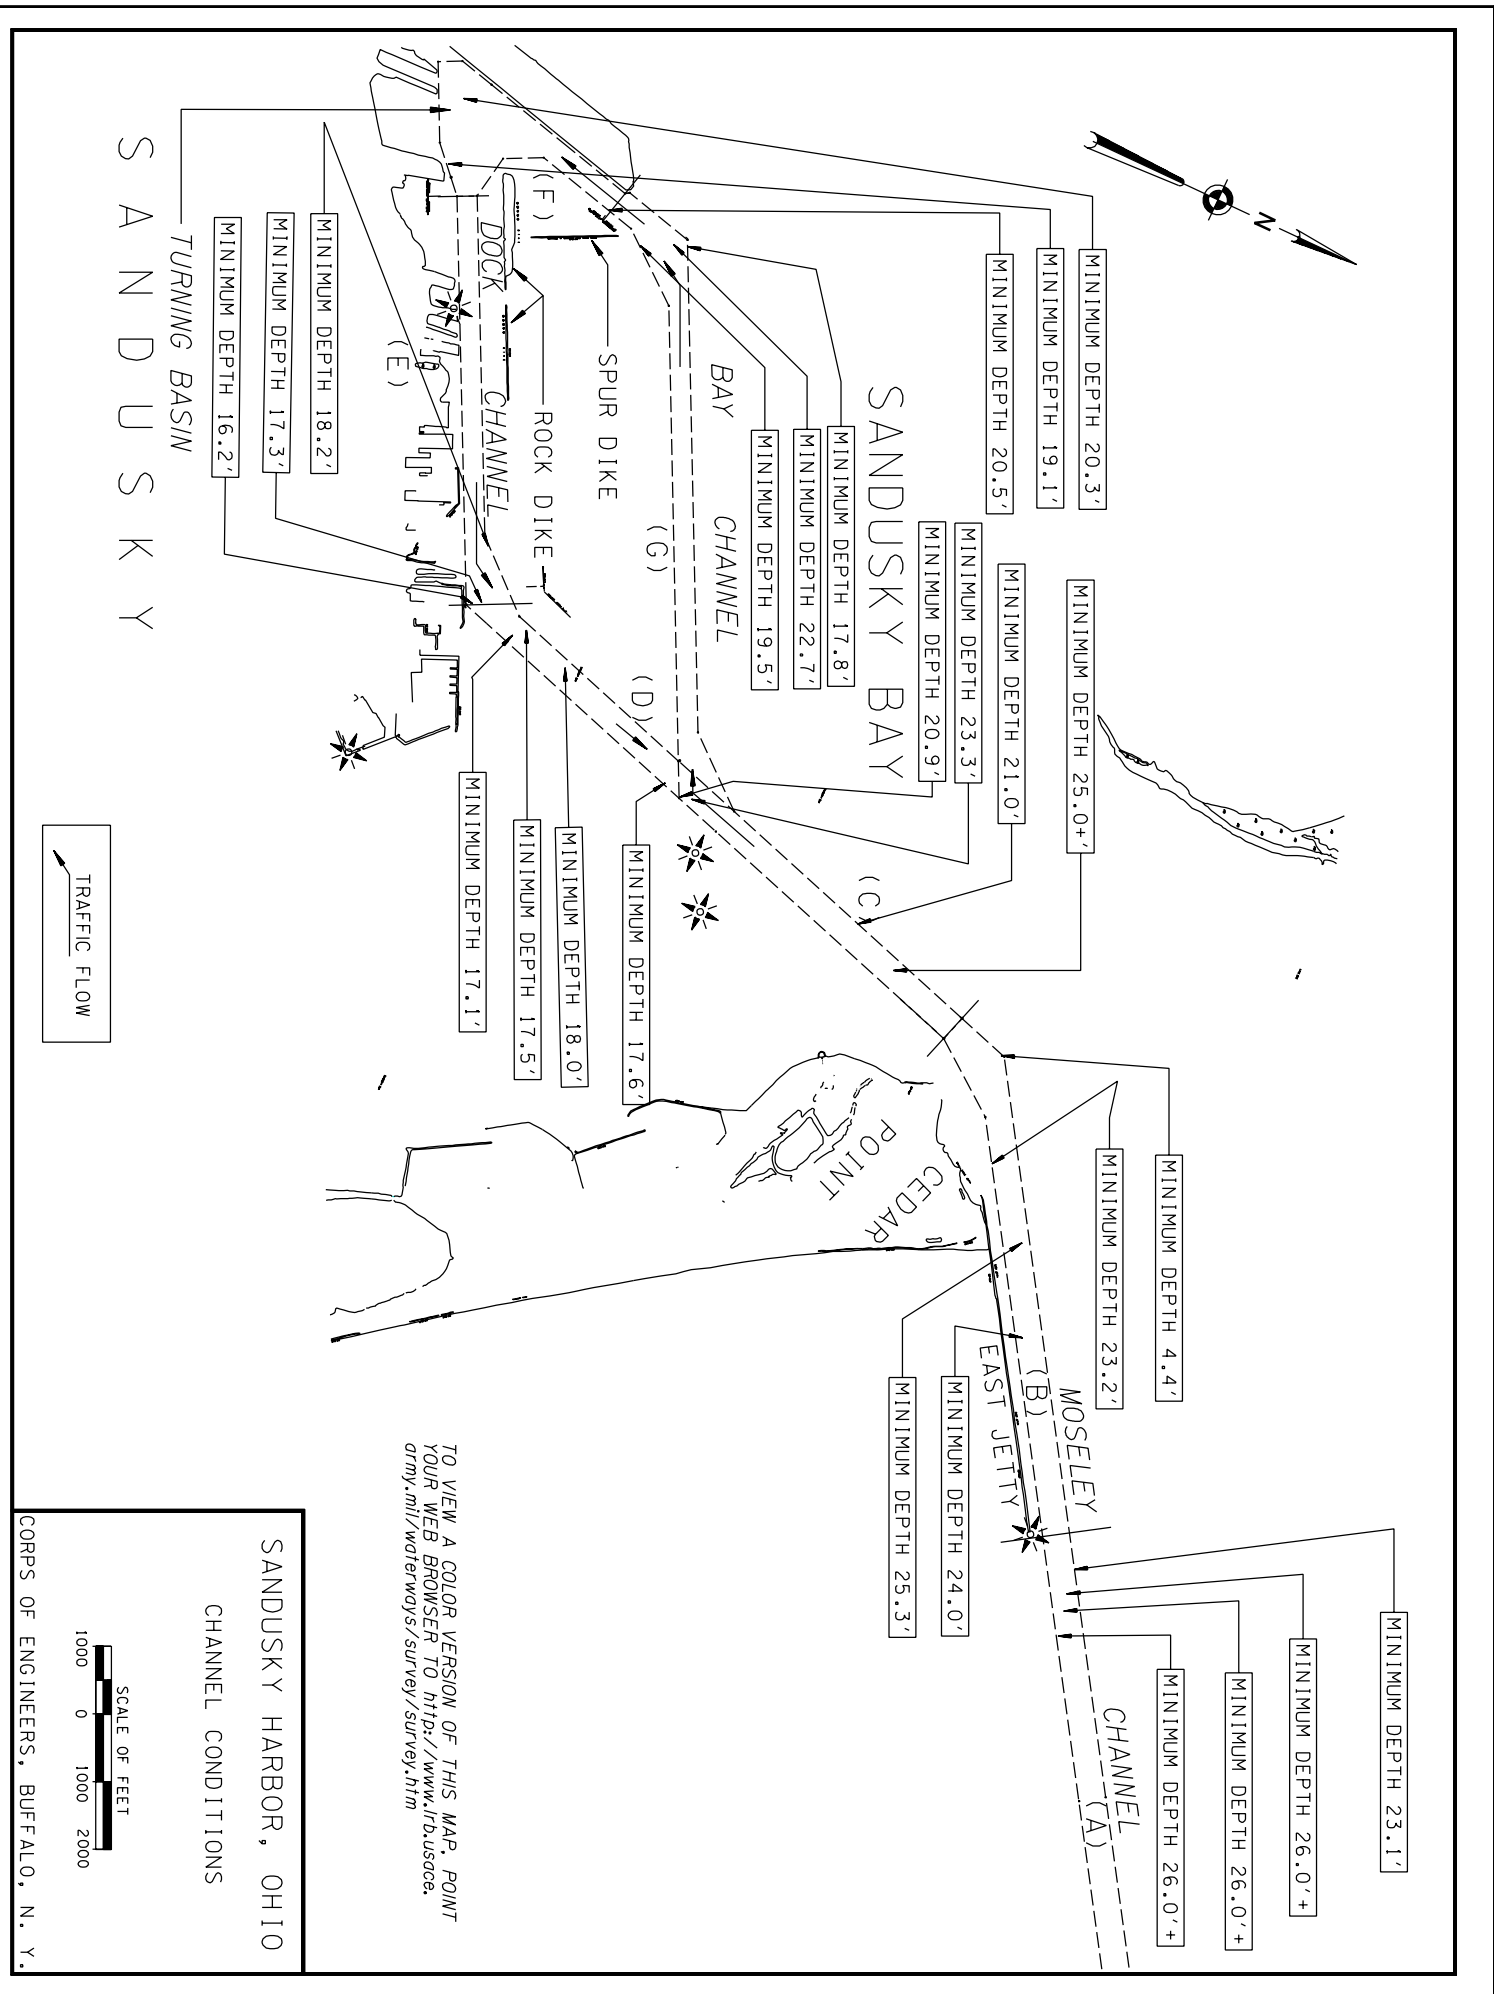 N
MINIMUM DEPTH 20.3'
MINIMUM DEPTH 19.1'
MINIMUM DEPTH 20.5'
MINIMUM DEPTH 25.0+'
MINIMUM DEPTH 21.0'
MINIMUM DEPTH 23.3'
MINIMUM DEPTH 20.9'
SANDUSKY BAY
MINIMUM DEPTH 17.8'
MINIMUM DEPTH 22.7'
MINIMUM DEPTH 19.5'
BAY CHANNEL
(G)
(D)
(C)
SPUR DIKE
ROCK DIKE
(F)
DOCK CHANNEL
(E)
MINIMUM DEPTH 18.2'
MINIMUM DEPTH 17.3'
MINIMUM DEPTH 16.2'
TURNING BASIN
SANDUSKY
MINIMUM DEPTH 17.6'
MINIMUM DEPTH 18.0'
MINIMUM DEPTH 17.5'
MINIMUM DEPTH 17.1'
TRAFFIC FLOW
MINIMUM DEPTH 4.4'
MINIMUM DEPTH 23.2'
CEDAR
POINT
MOSELEY CHANNEL
(B)
(A)
EAST JETTY
MINIMUM DEPTH 24.0'
MINIMUM DEPTH 25.3'
MINIMUM DEPTH 23.1'
MINIMUM DEPTH 26.0'+
MINIMUM DEPTH 26.0'+
MINIMUM DEPTH 26.0'+
TO VIEW A COLOR VERSION OF THIS MAP, POINT
YOUR WEB BROWSER TO http://www.lrb.usace.
army.mil/waterways/survey/survey.htm
SANDUSKY HARBOR, OHIO
CHANNEL CONDITIONS
SCALE OF FEET
1000 0 1000 2000
CORPS OF ENGINEERS, BUFFALO, N. Y.